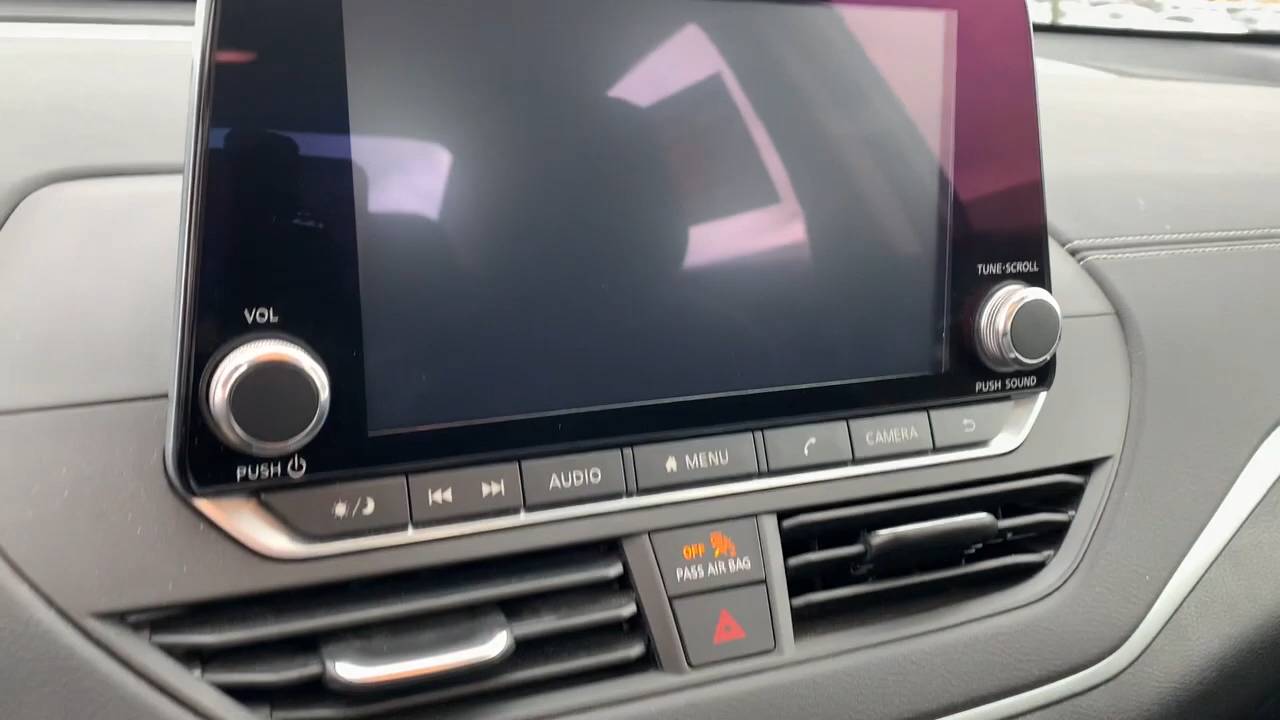 VOL
PUSH
TUNE·SCROLL
PUSH SOUND
AUDIO
MENU
CAMERA
OFF
PASS AIR BAG